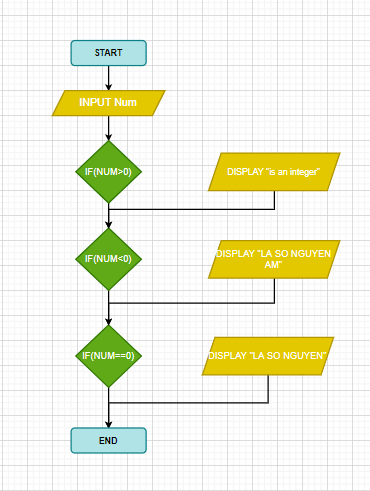 START
INPUT Num
IF(NUM>0)
DISPLAY "is an integer"
IF(NUM<0)
DISPLAY "LA SO NGUYEN
AM"
IF(NUM==0)
DISPLAY "LA SO NGUYEN"
END